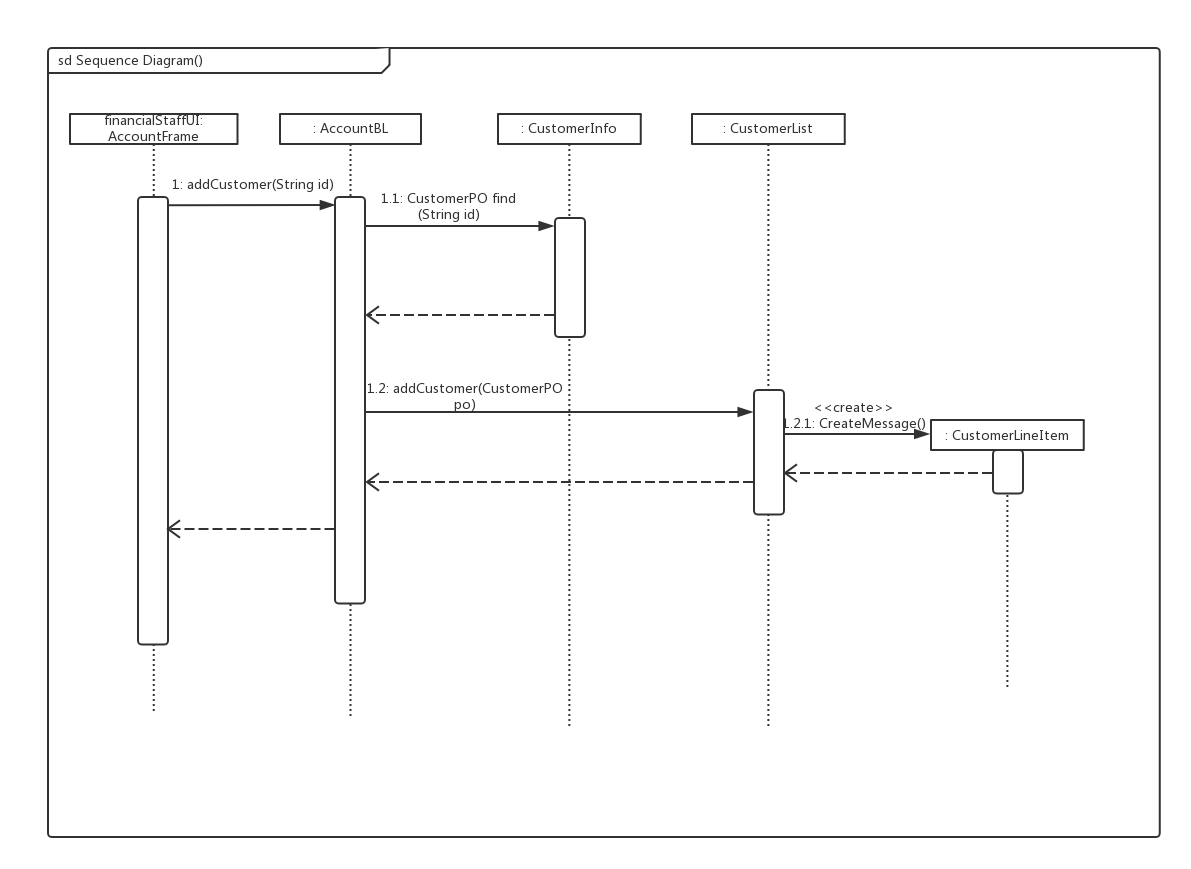 sd Sequence Diagram()
financialStaffUI:
AccountFrame
: AccountBL
: CustomerInfo
: CustomerList
1: addCustomer(String id)
1.1: CustomerPO find
(String id)
1.2: addCustomer(CustomerPO
po)
<<create>>
1.2.1: CreateMessage()
: CustomerLineItem